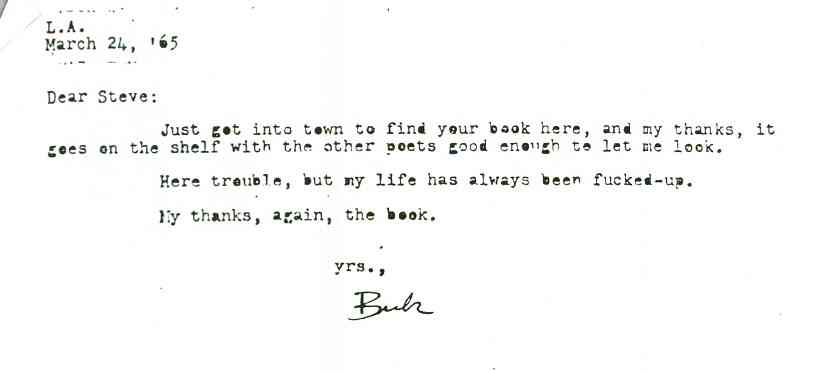 L.A.
March 24, '65
Dear Steve:
Just got into town to find your book here, and my thanks, it
goes on the shelf with the other poets good enough to let me look.
Here trouble, but my life has always been fucked-up.
My thanks, again, the book.
yrs.,
Buk